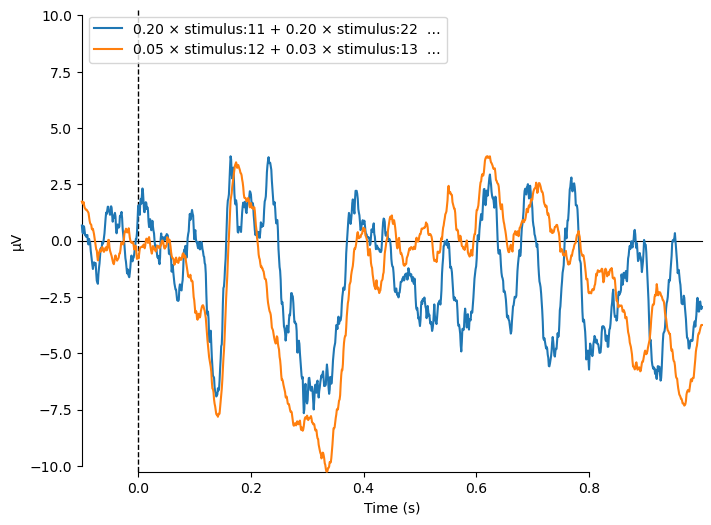 0.20 × stimulus:11 + 0.20 × stimulus:22 ...
0.05 × stimulus:12 + 0.03 × stimulus:13 ...
10.0
7.5
5.0
2.5
0.0
−2.5
−5.0
−7.5
−10.0
µV
0.0 0.2 0.4 0.6 0.8
Time (s)